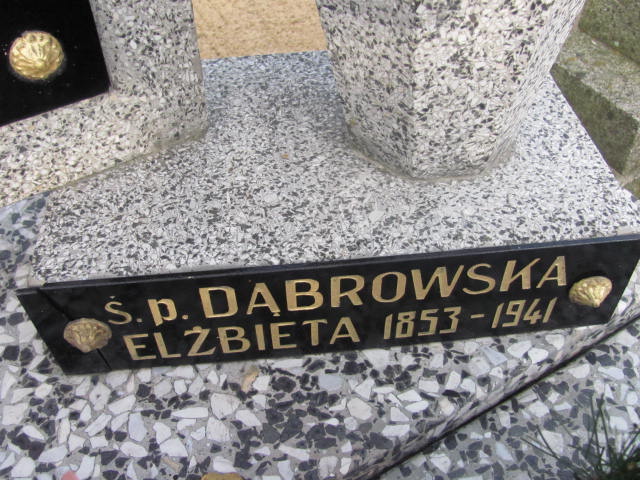 Ś.p. DĄBROWSKA
ELŻBIETA 1853-1941